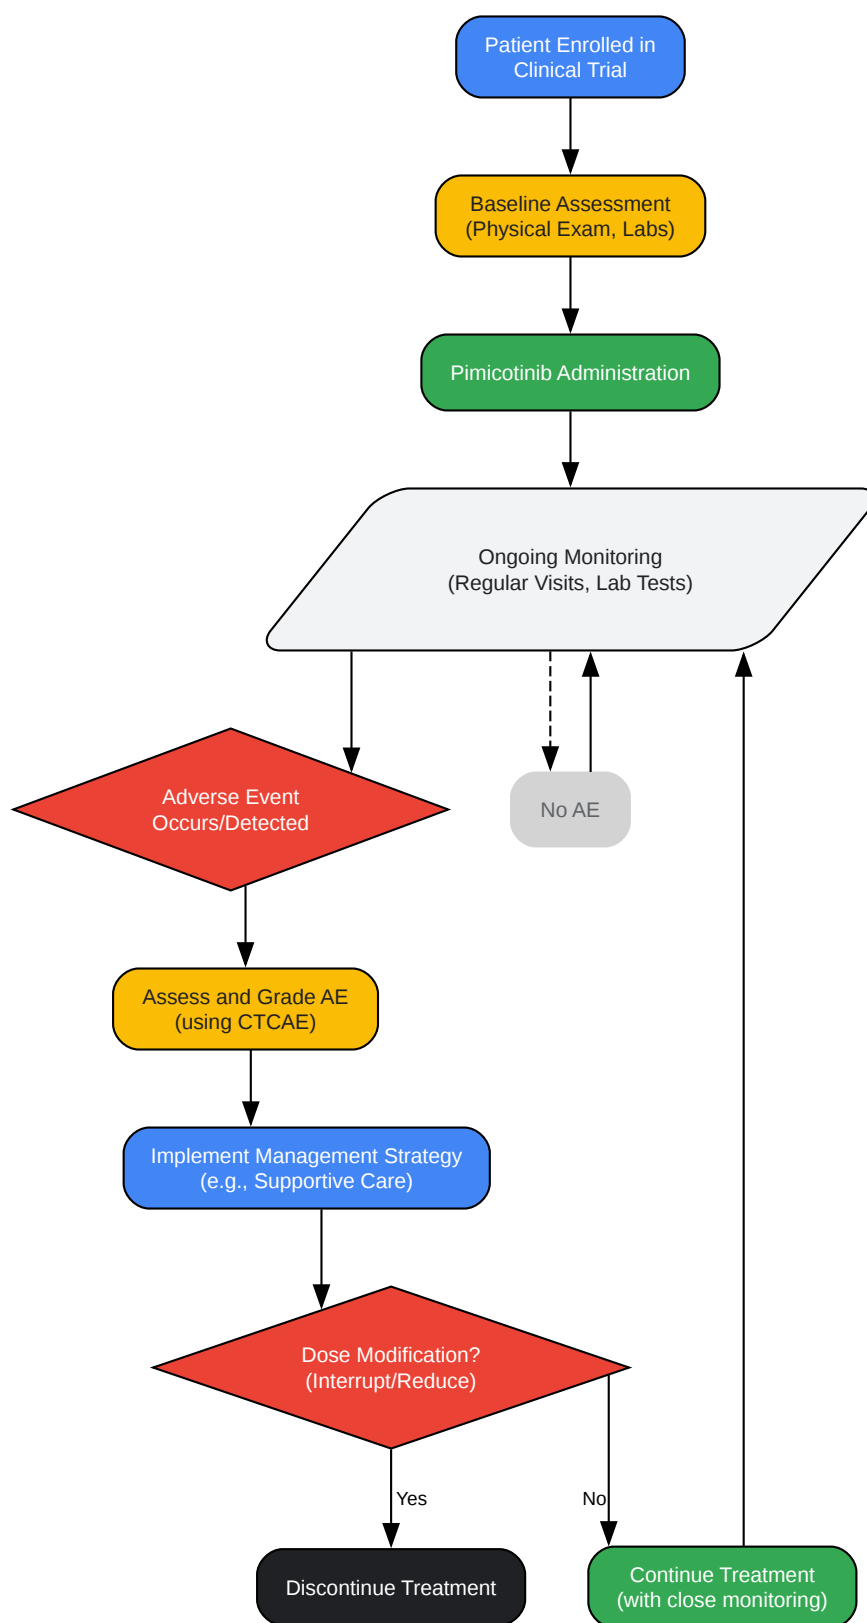 Patient Enrolled in
Clinical Trial
Baseline Assessment
(Physical Exam, Labs)
Pimicotinib Administration
Ongoing Monitoring
(Regular Visits, Lab Tests)
Adverse Event
Occurs/Detected
No AE
Assess and Grade AE
(using CTCAE)
Implement Management Strategy
(e.g., Supportive Care)
Dose Modification?
(Interrupt/Reduce)
Yes
No
Discontinue Treatment
Continue Treatment
(with close monitoring)